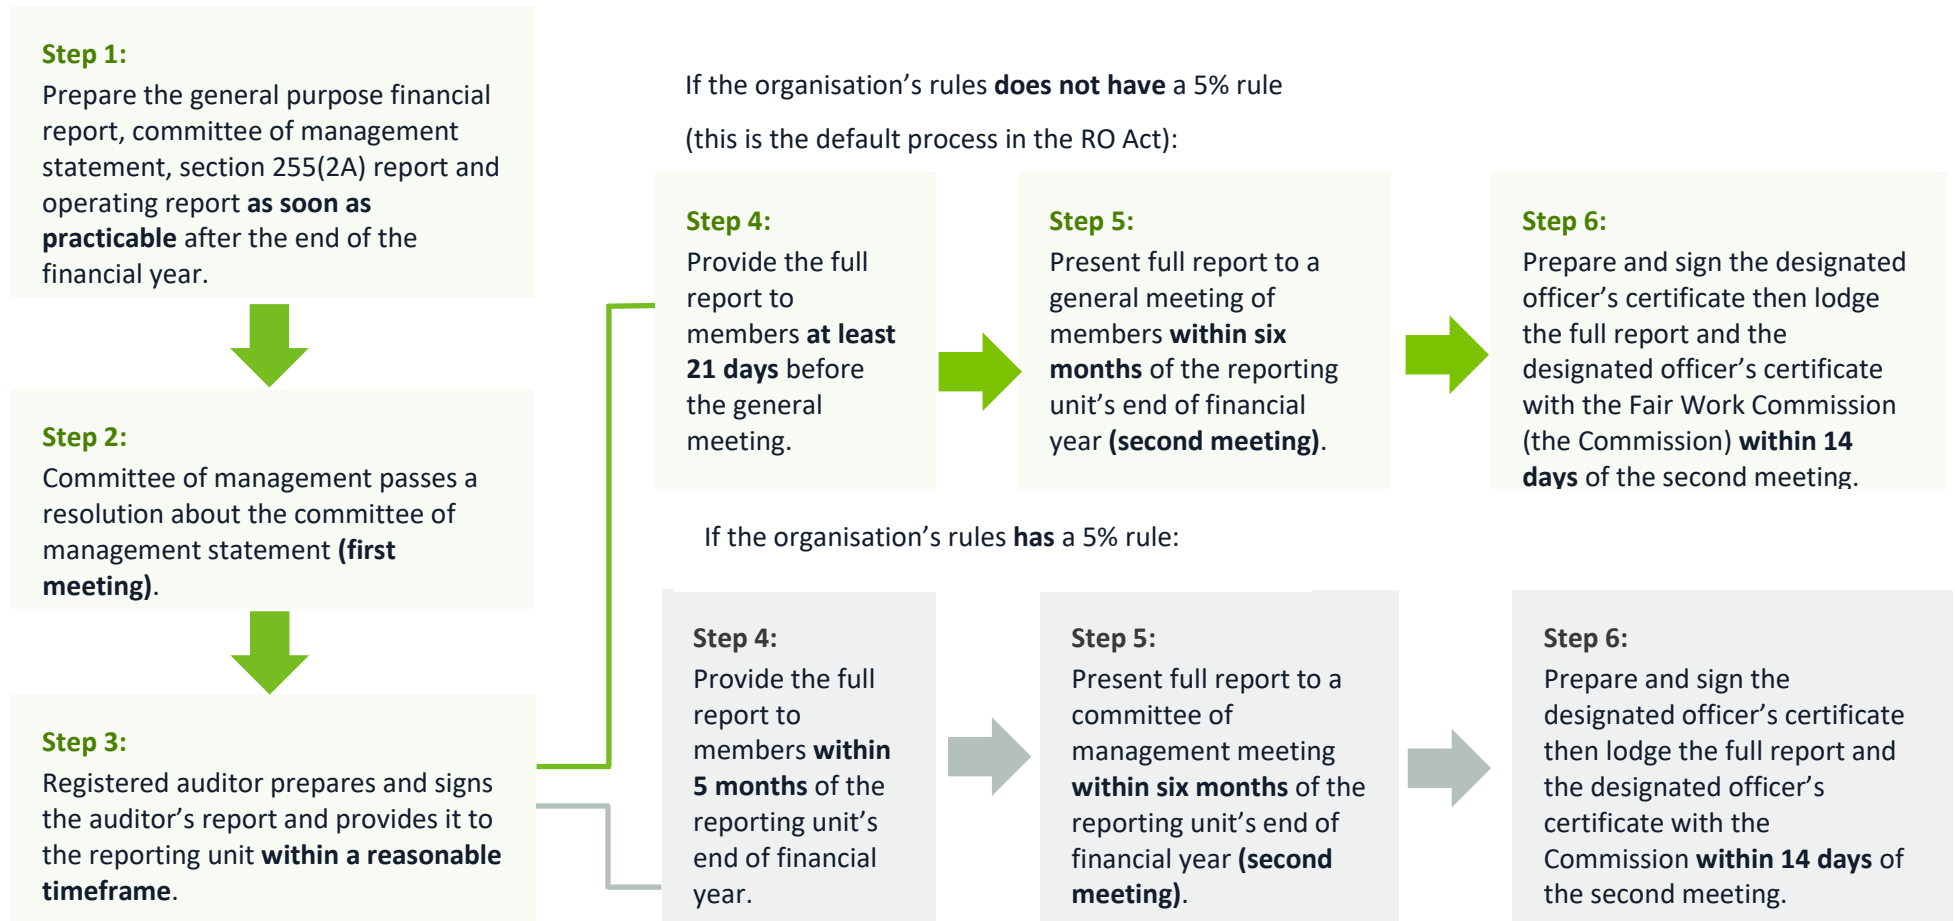 Step 1:
Prepare the general purpose financial
report, committee of management
statement, section 255(2A) report and
operating report as soon as
practicable after the end of the
financial year.
Step 2:
Committee of management passes a
resolution about the committee of
management statement (first
meeting).
Step 3:
Registered auditor prepares and signs
the auditor's report and provides it to
the reporting unit within a reasonable
timeframe.
If the organisation's rules does not have a 5% rule
(this is the default process in the RO Act):
Step 4:
Provide the full
report to
members at least
21 days before
the general
meeting.
Step 5:
Present full report to a
general meeting of
members within six
months of the reporting
unit's end of financial
year (second meeting).
Step 6:
Prepare and sign the designated
officer's certificate then lodge
the full report and the
designated officer's certificate
with the Fair Work Commission
(the Commission) within 14
days of the second meeting.
If the organisation's rules has a 5% rule:
Step 4:
Provide the full
report to
members within
5 months of the
reporting unit's
end of financial
year.
Step 5:
Present full report to a
committee of
management meeting
within six months of the
reporting unit's end of
financial year (second
meeting).
Step 6:
Prepare and sign the
designated officer's certificate
then lodge the full report and
the designated officer's
certificate with the
Commission within 14 days of
the second meeting.